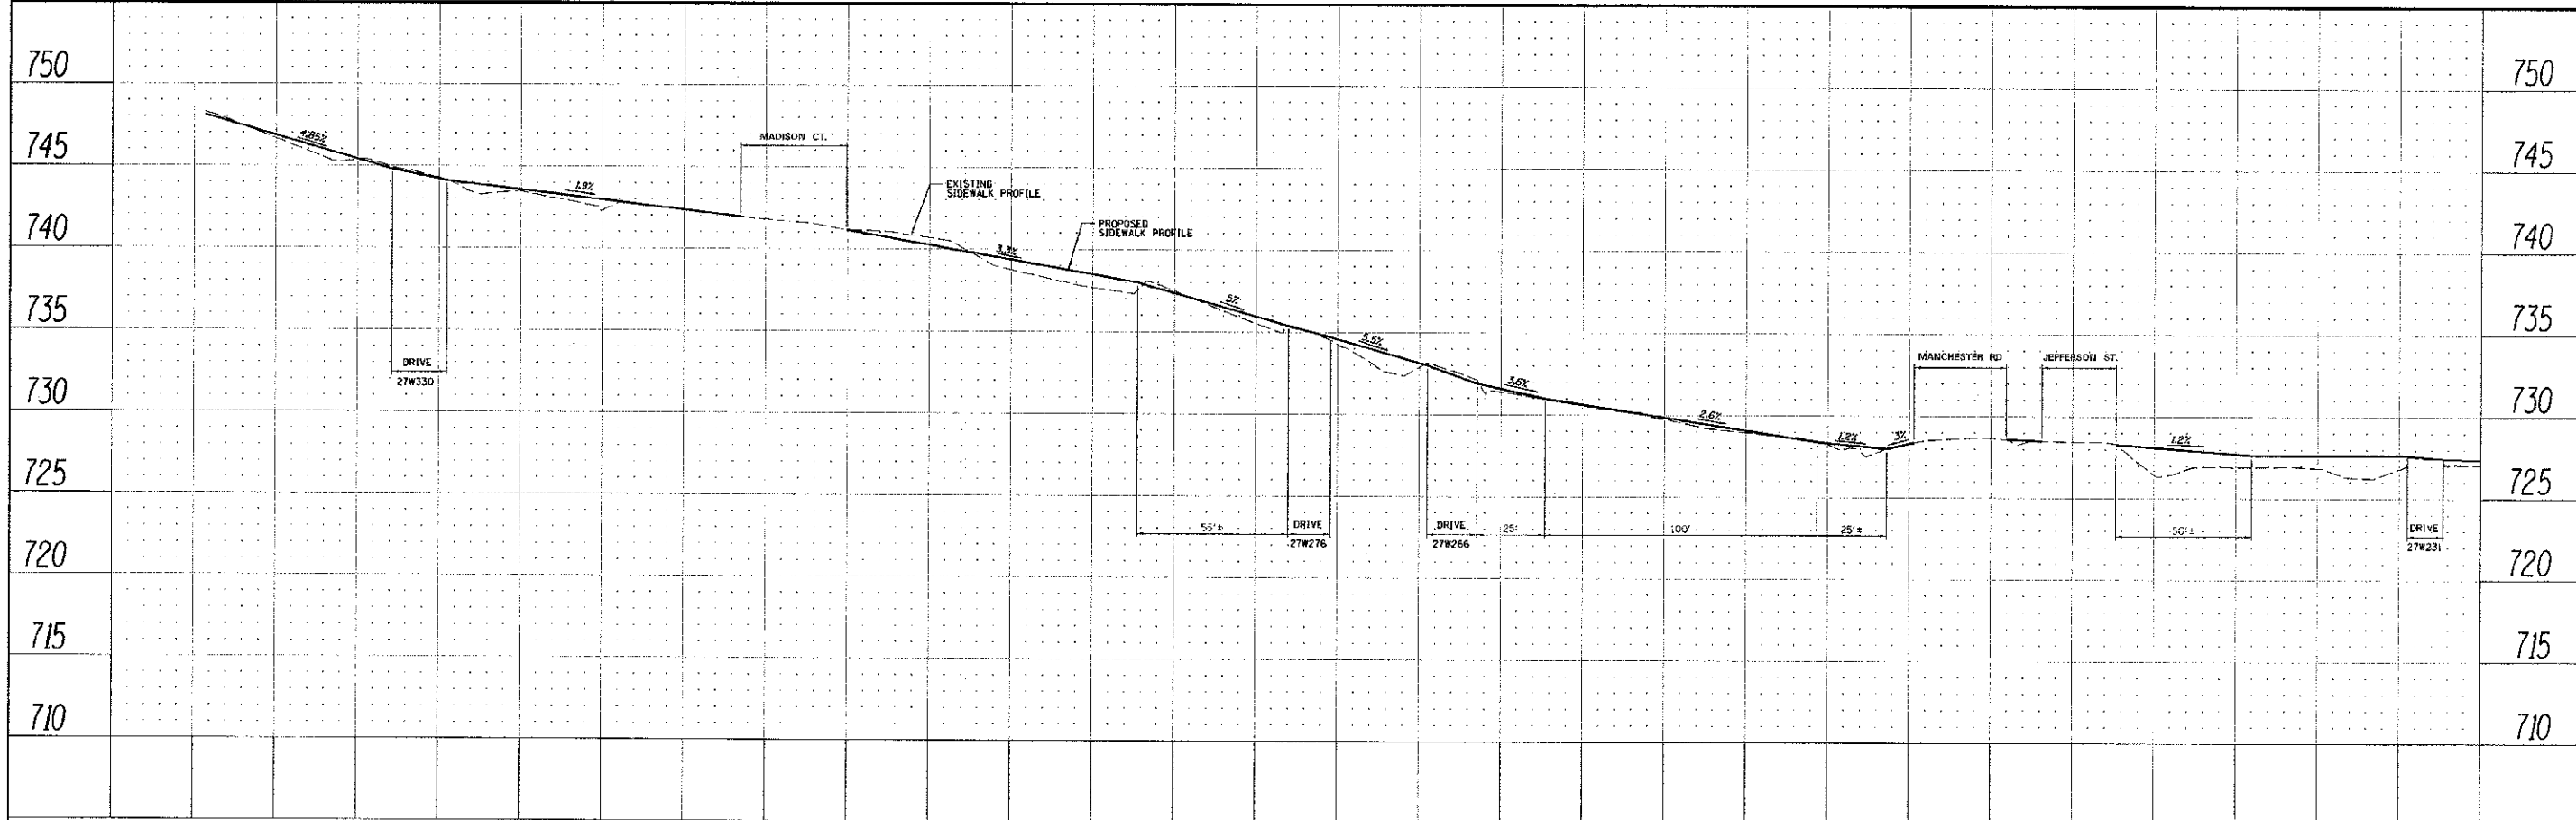 750
750
745
745
740
740
735
735
730
730
725
725
720
720
715
715
710
710
4.85%
1.9%
MADISON CT.
EXISTING
SIDEWALK PROFILE
PROPOSED
SIDEWALK PROFILE
3.3%
5%
5.5%
3.6%
2.6%
1.2%
3%
MANCHESTER RD
JEFFERSON ST.
1.2%
DRIVE
27W330
55'±
DRIVE
27W276
DRIVE
27W266
25'
100'
25'±
50'±
DRIVE
27W231